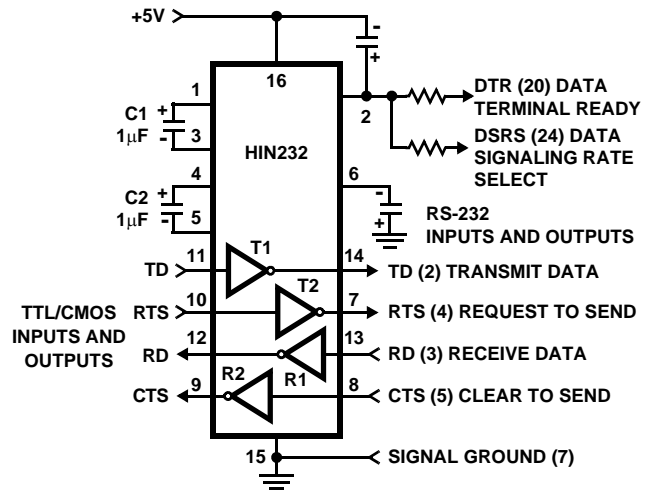 +5V
-
+
16
1
C1 +
1µF -
3
HIN232
2
DTR (20) DATA
TERMINAL READY
DSRS (24) DATA
SIGNALING RATE
SELECT
4
C2 +
1µF -
5
6
-
+
RS-232
INPUTS AND OUTPUTS
TD 11 T1 14 TD (2) TRANSMIT DATA
TTL/CMOS
INPUTS AND
OUTPUTS
RTS 10 T2 7 RTS (4) REQUEST TO SEND
RD 12 R1 13 RD (3) RECEIVE DATA
CTS 9 R2 8 CTS (5) CLEAR TO SEND
15 SIGNAL GROUND (7)